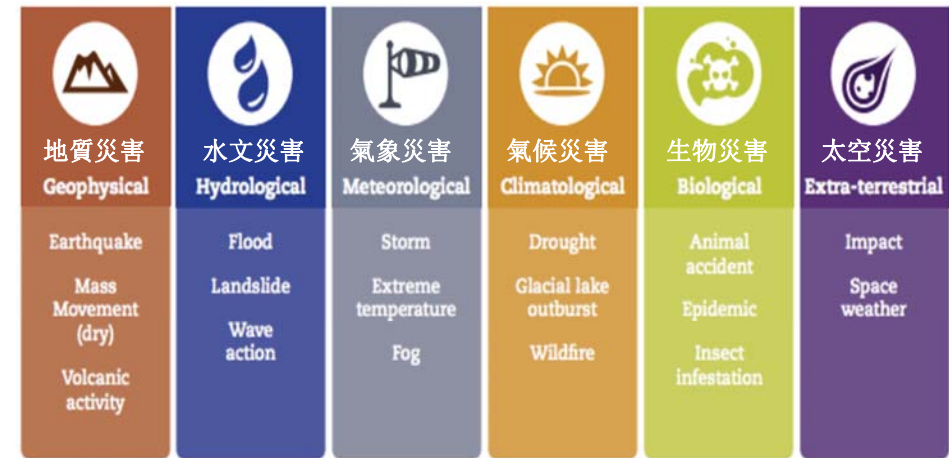 地質災害
Geophysical
Earthquake
Mass
Movement
(dry)
Volcanic
activity
水文災害
Hydrological
Flood
Landslide
Wave
action
氣象災害
Meteorological
Storm
Extreme
temperature
Fog
氣候災害
Climatological
Drought
Glacial lake
outburst
Wildfire
生物災害
Biological
Animal
accident
Epidemic
Insect
infestation
太空災害
Extra-terrestrial
Impact
Space
weather